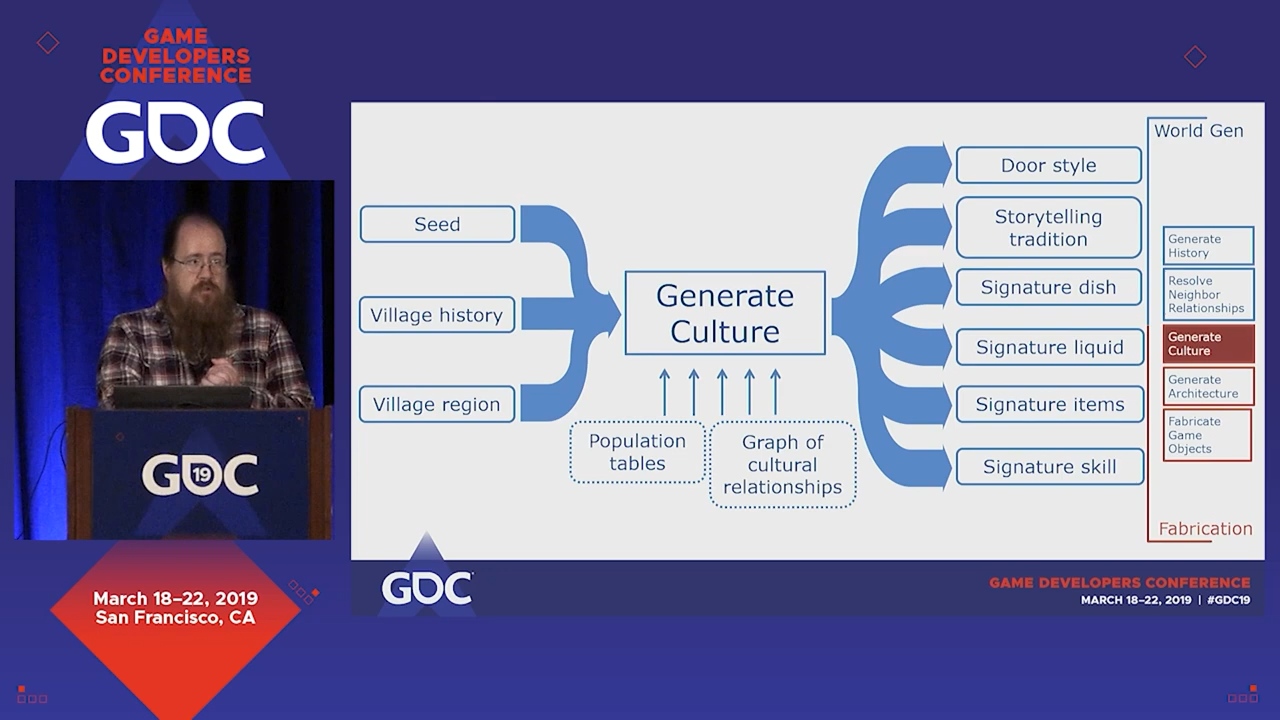 GAME
DEVELOPERS
CONFERENCE
GDC
GDC
19
March 18–22, 2019
San Francisco, CA
Seed
Village history
Village region
Generate
Culture
Population
tables
Graph of
cultural
relationships
Door style
Storytelling
tradition
Signature dish
Signature liquid
Signature items
Signature skill
World Gen
Generate
History
Resolve
Neighbor
Relationships
Generate
Culture
Generate
Architecture
Fabricate
Game
Objects
Fabrication
GDC
GAME DEVELOPERS CONFERENCE
MARCH 18–22, 2019 | #GDC19